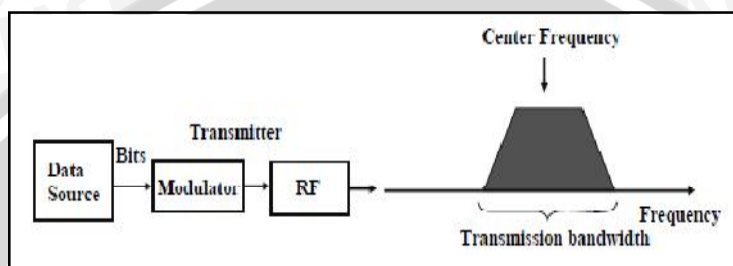 Center Frequency
Transmitter
Bits
Data
Source
Modulator
RF
Frequency
Transmission bandwidth